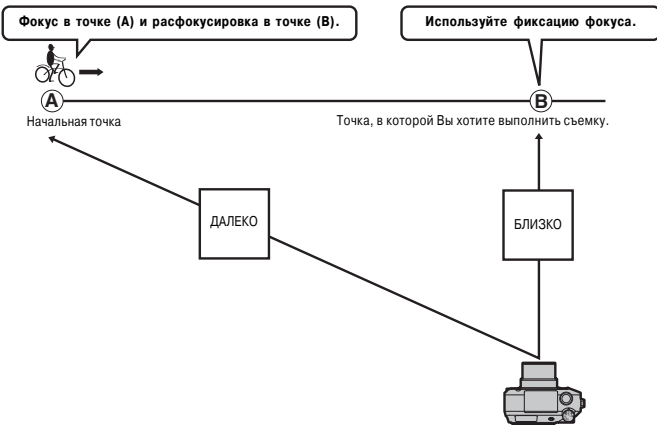 Фокус в точке (A) и расфокусировка в точке (B).
Используйте фиксацию фокуса.
A
B
Начальная точка
Точка, в которой Вы хотите выполнить съемку.
ДАЛЕКО
БЛИЗКО